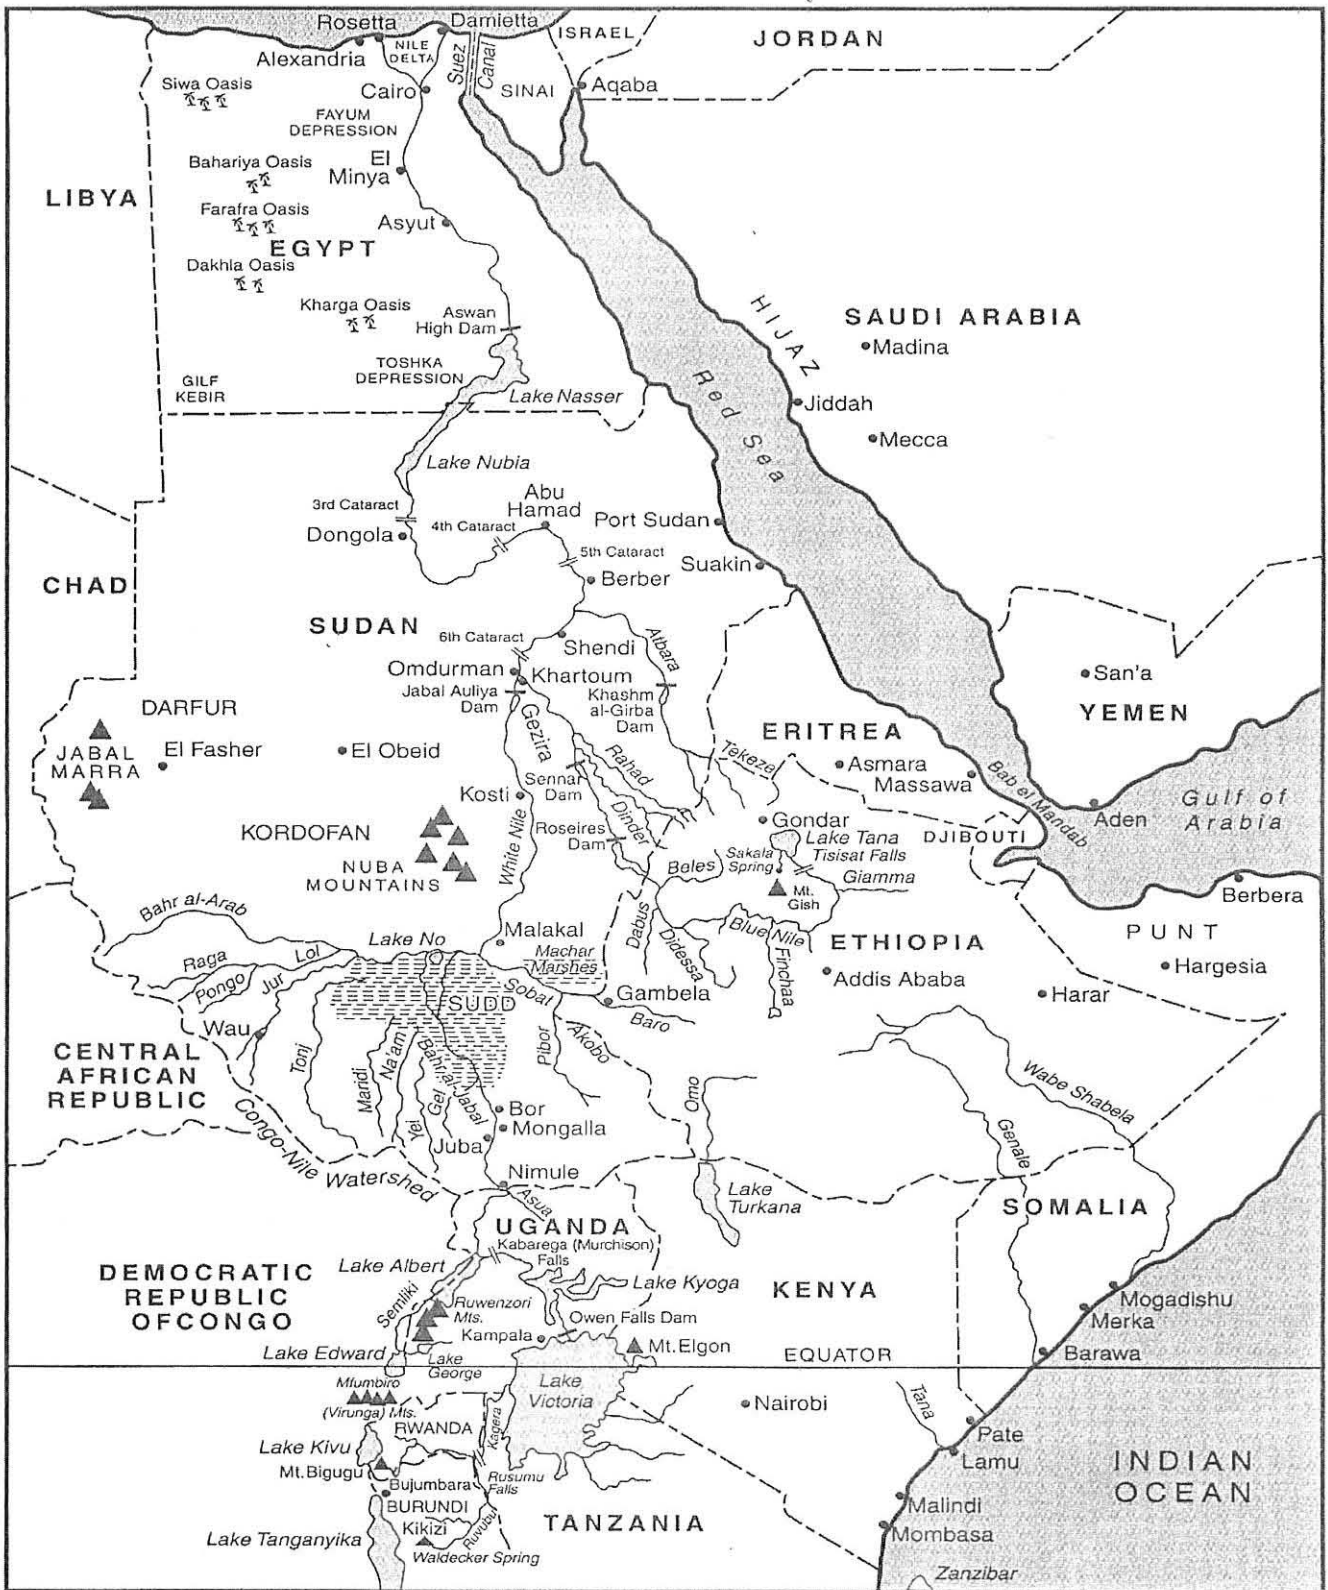 Rosetta
Damietta
ISRAEL
JORDAN
Alexandria
NILE
DELTA
Suez
Canal
Siwa Oasis
Cairo
SINAI
Aqaba
FAYUM
DEPRESSION
Bahariya Oasis
El
Minya
LIBYA
Farafra Oasis
Asyut
EGYPT
Dakhla Oasis
Kharga Oasis
Aswan
High Dam
HIJAZ
SAUDI ARABIA
Madina
TOSHKA
DEPRESSION
GILF
KEBIR
Lake Nasser
Red Sea
Jiddah
Mecca
Lake Nubia
Abu
Hamad
3rd Cataract
4th Cataract
Port Sudan
Dongola
5th Cataract
Suakin
Berber
CHAD
SUDAN
6th Cataract
Shendi
Atbara
Omdurman
Khartoum
Jabal Auliya
Dam
Khashm
al-Girba
Dam
San'a
YEMEN
DARFUR
Gezira
ERITREA
JABAL
MARRA
El Fasher
El Obeid
Rahad
Tekeze
Asmara
Massawa
Bab el Mandab
Sennar
Dam
Kosti
Dinder
Aden
Gulf of
Arabia
KORDOFAN
White Nile
Roseires
Dam
Gondar
Lake Tana
DJIBOUTI
Sakala
Spring
Tisisat Falls
NUBA
MOUNTAINS
Beles
Giamma
Mt.
Gish
Berbera
Bahr al-Arab
Malakal
Dabus
Didessa
Blue Nile
Finchaa
ETHIOPIA
PUNT
Lake No
Machar
Marshes
Raga
Lol
Pongo
Jur
SUDD
Sobat
Gambela
Addis Ababa
Hargesia
Harar
Baro
Wau
Tonj
Maridi
Na'am
Bahr al-Jabal
Pibor
Akobo
CENTRAL
AFRICAN
REPUBLIC
Yei
Gel
Omo
Wabe Shabela
Bor
Mongalla
Juba
Genale
Congo-Nile Watershed
Nimule
Asua
Lake
Turkana
SOMALIA
UGANDA
Kabarega (Murchison)
Falls
Lake Albert
DEMOCRATIC
REPUBLIC
OFCONGO
Lake Kyoga
KENYA
Semliki
Ruwenzori
Mts.
Owen Falls Dam
Mogadishu
Merka
Kampala
Mt.Elgon
Lake Edward
Lake
George
EQUATOR
Barawa
Mfumbiro
(Virunga) Mts.
Lake
Victoria
Nairobi
Tana
RWANDA
Kagera
Pate
Lamu
Lake Kivu
Mt.Bigugu
Bujumbara
Rusumu
Falls
INDIAN
OCEAN
BURUNDI
Malindi
Kikizi
Ruvubu
TANZANIA
Mombasa
Lake Tanganyika
Waldecker Spring
Zanzibar